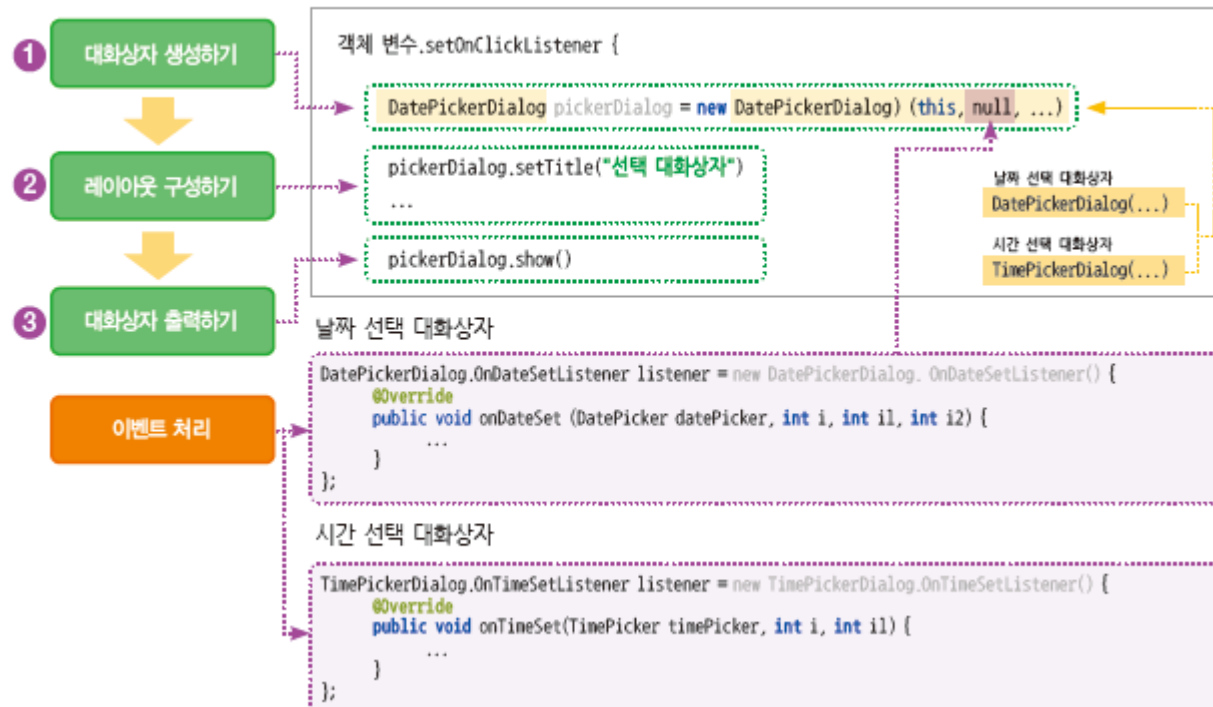 1 대화상자 생성하기
2 레이아웃 구성하기
3 대화상자 출력하기
이벤트 처리
객체 변수.setOnClickListener {
DatePickerDialog pickerDialog = new DatePickerDialog) (this, null, ...)
pickerDialog.setTitle("선택 대화상자")
...
pickerDialog.show()
날짜 선택 대화상자
DatePickerDialog(...)
시간 선택 대화상자
TimePickerDialog(...)
날짜 선택 대화상자
DatePickerDialog.OnDateSetListener listener = new DatePickerDialog. OnDateSetListener() {
@Override
public void onDateSet (DatePicker datePicker, int i, int i1, int i2) {
...
}
};
시간 선택 대화상자
TimePickerDialog.OnTimeSetListener listener = new TimePickerDialog.OnTimeSetListener() {
@Override
public void onTimeSet(TimePicker timePicker, int i, int i1) {
...
}
};